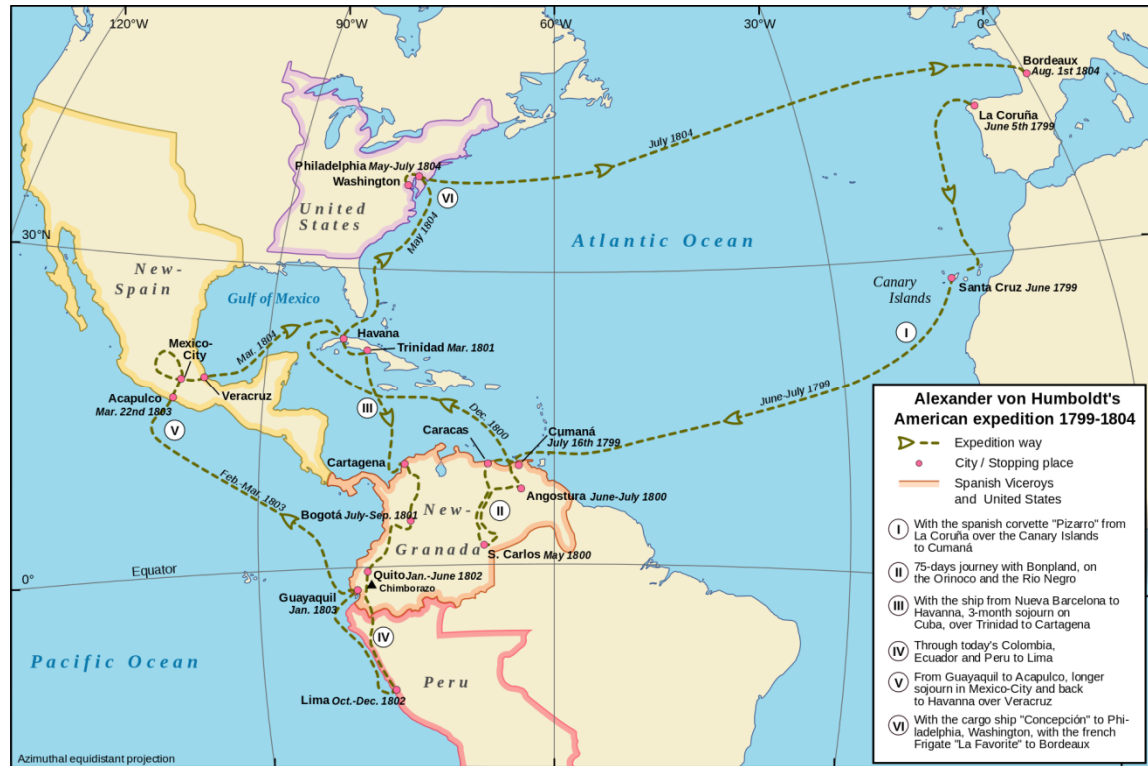 120°W
90°W
60°W
30°W
0°
Bordeaux
Aug. 1st 1804
La Coruña
June 5th 1799
July 1804
Philadelphia May-July 1804
Washington
VI
United
States
May 1804
Atlantic Ocean
30°N
New-
Spain
Gulf of Mexico
Canary
Islands
Santa Cruz June 1799
I
Mexico-
City
Mar. 1804
Havana
Trinidad Mar. 1801
Veracruz
Acapulco
Mar. 22nd 1803
V
III
Dec. 1800
June-July 1799
Caracas
Cumaná
July 16th 1799
Cartagena
Angostura June-July 1800
Feb.-Mar. 1803
Bogotá July-Sep. 1801
New-
Granada
II
S. Carlos May 1800
Equator
0°
Quito Jan.-June 1802
Chimborazo
Guayaquil
Jan. 1803
IV
Pacific Ocean
Peru
Lima Oct.-Dec. 1802
Azimuthal equidistant projection
Alexander von Humboldt's
American expedition 1799-1804
Expedition way
City / Stopping place
Spanish Viceroys
and United States
I With the spanish corvette "Pizarro" from
La Coruña over the Canary Islands
to Cumaná
II 75-days journey with Bonpland, on
the Orinoco and the Rio Negro
III With the ship from Nueva Barcelona to
Havanna, 3-month sojourn on
Cuba, over Trinidad to Cartagena
IV Through today's Colombia,
Ecuador and Peru to Lima
V From Guayaquil to Acapulco, longer
sojourn in Mexico-City and back
to Havanna over Veracruz
VI With the cargo ship "Concepción" to Phi-
ladelphia, Washington, with the french
Frigate "La Favorite" to Bordeaux